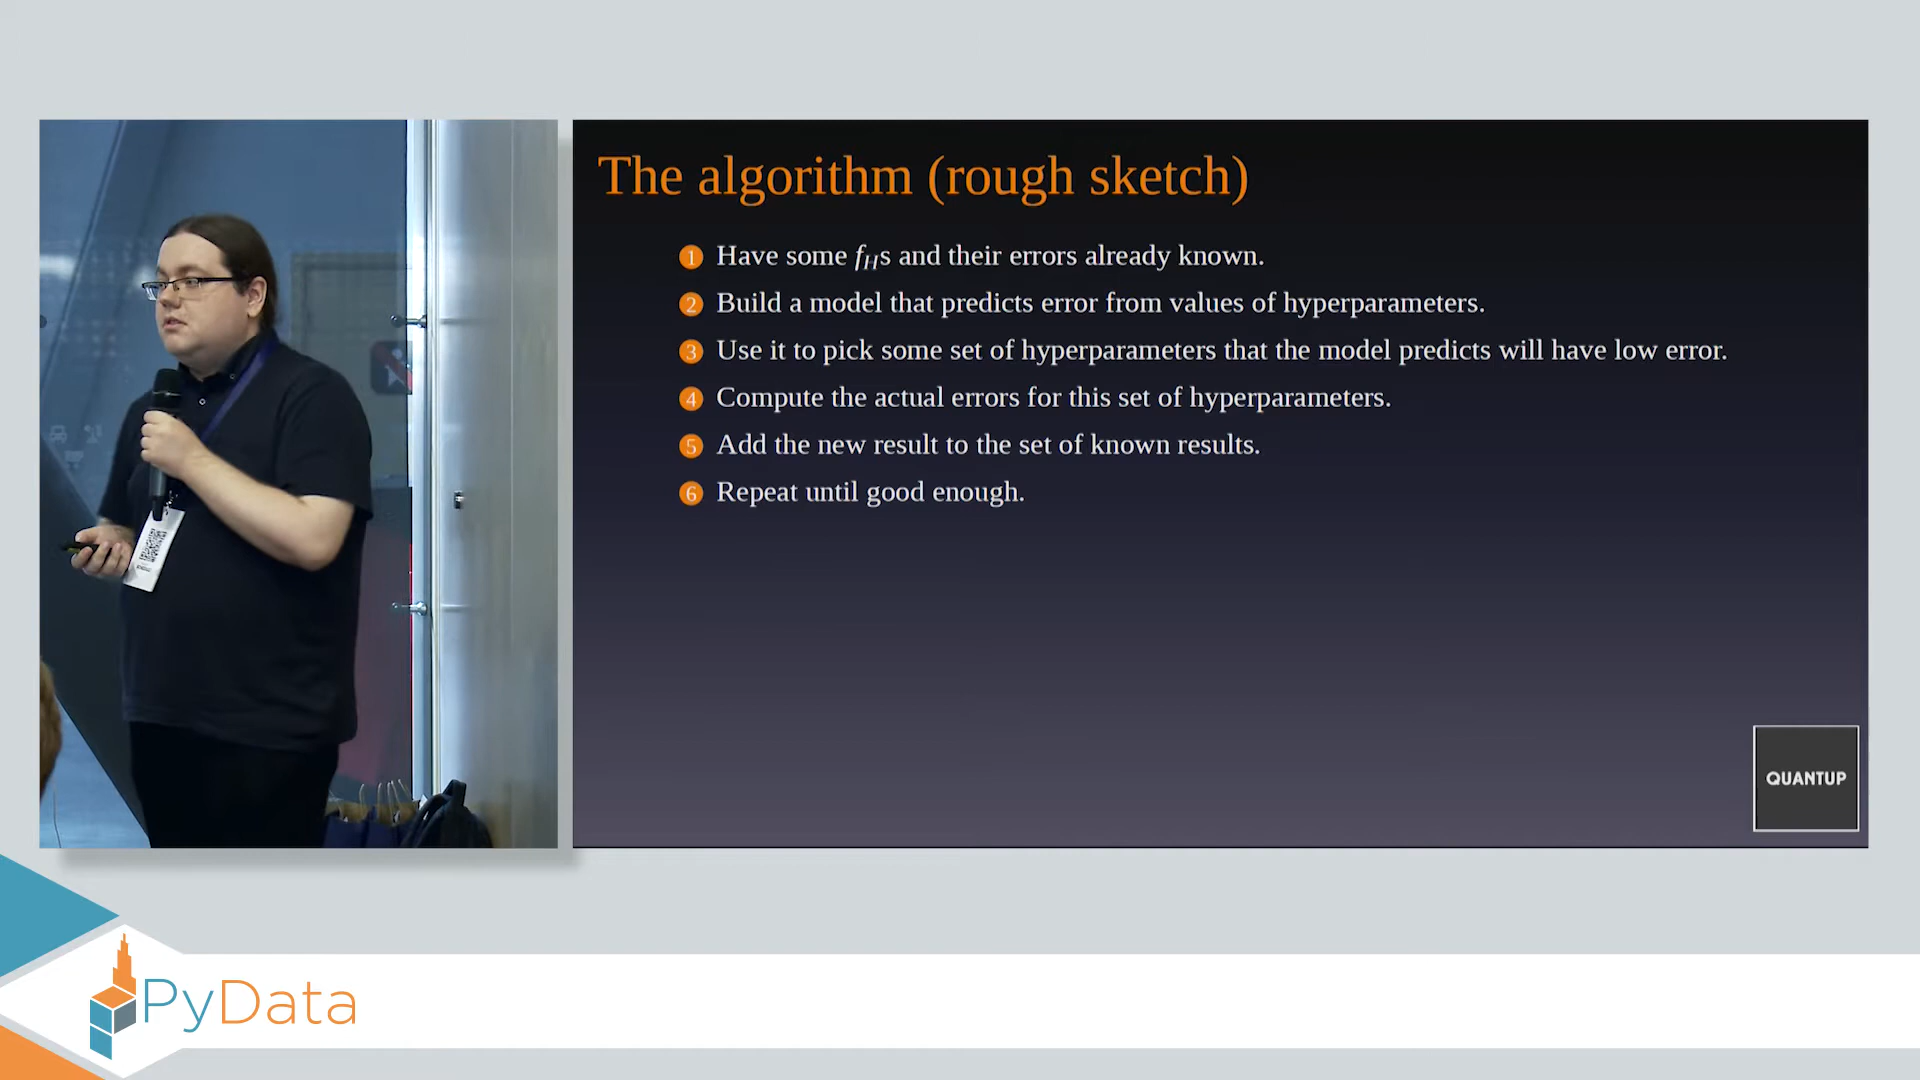 The algorithm (rough sketch)
1 Have some f_Hs and their errors already known.
2 Build a model that predicts error from values of hyperparameters.
3 Use it to pick some set of hyperparameters that the model predicts will have low error.
4 Compute the actual errors for this set of hyperparameters.
5 Add the new result to the set of known results.
6 Repeat until good enough.
QUANTUP
PyData